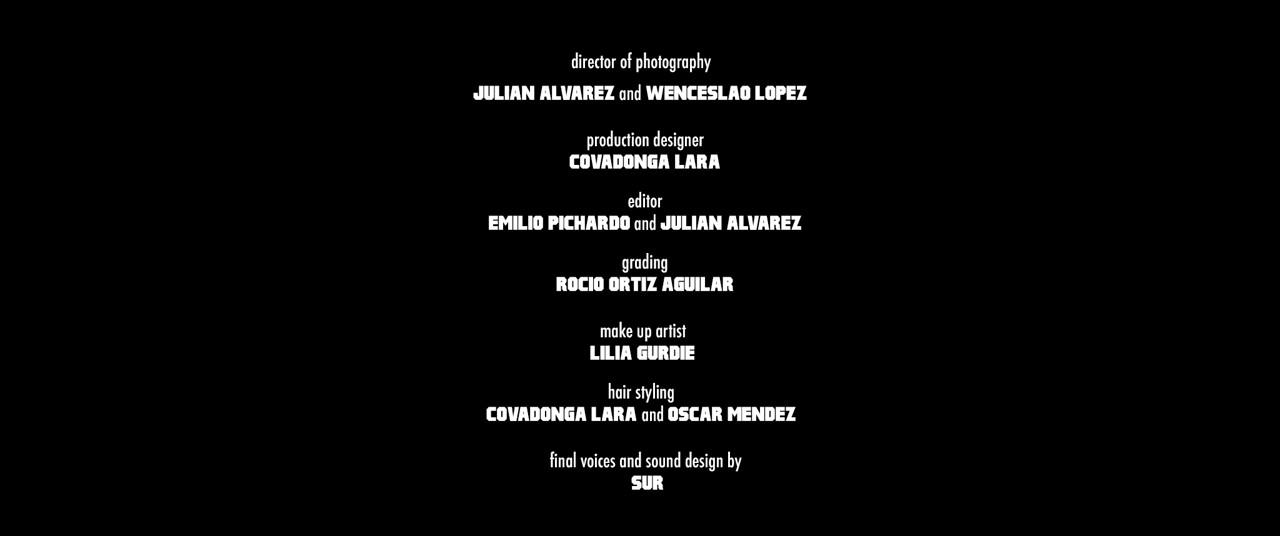 director of photography
JULIAN ALVAREZ and WENCESLAO LOPEZ
production designer
COVADONGA LARA
editor
EMILIO PICHARDO and JULIAN ALVAREZ
grading
ROCIO ORTIZ AGUILAR
make up artist
LILIA GURDIE
hair styling
COVADONGA LARA and OSCAR MENDEZ
final voices and sound design by
SUR